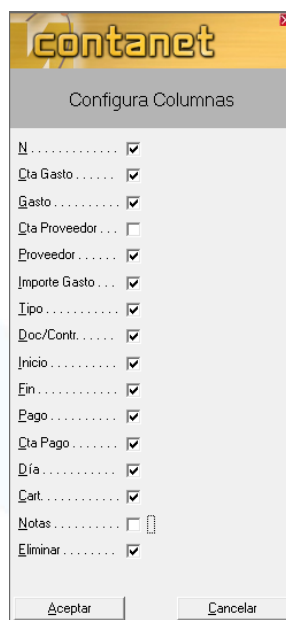 contanet
Configura Columnas
N . . . . . . . . . . . . .
Cta Gasto . . . . . .
Gasto . . . . . . . . . .
Cta Proveedor . . .
Proveedor . . . . . .
Importe Gasto . . .
Tipo . . . . . . . . . . .
Doc/Contr. . . . . . .
Inicio . . . . . . . . . .
Fin . . . . . . . . . . . .
Pago . . . . . . . . . .
Cta Pago . . . . . . .
Día . . . . . . . . . . .
Cart. . . . . . . . . . . .
Notas . . . . . . . . . .
Eliminar . . . . . . . .
Aceptar Cancelar